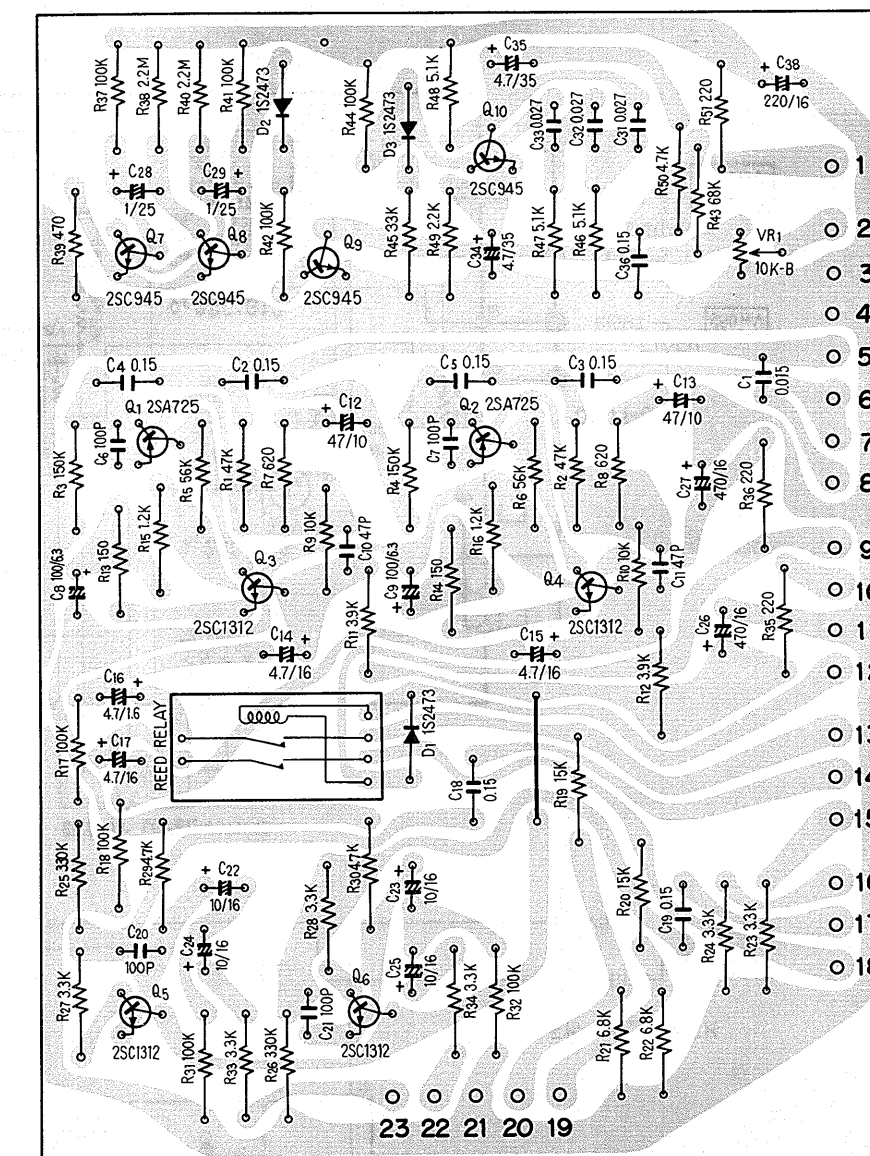 R37 100K
R38 2.2M
R40 2.2M
R41 100K
D2 1S2473
R44 100K
D3 1S2473
R48 5.1K
C35
4.7/35
C33 0.027
C32 0.027
C31 0.027
R51 220
C38
220/16
Q10
2SC945
R50 4.7K
R43 68K
1
C28
1/25
C29
1/25
R39 470
Q7
2SC945
Q8
2SC945
R42 100K
Q9
2SC945
R45 33K
R49 2.2K
C34
4.7/35
R47 5.1K
R46 5.1K
C36 0.15
VR1
10K-B
2
3
4
C4 0.15
C2 0.15
C5 0.15
C3 0.15
C1
0.015
5
Q1 2SA725
C12
47/10
Q2 2SA725
C13
47/10
6
R3 150K
C6 100P
R5 56K
R1 47K
R7 620
R4 150K
C7 100P
R6 56K
R2 47K
R8 620
C27
470/16
R36 220
7
8
C8 100/6.3
R13 150
R15 1.2K
Q3
2SC1312
R9 10K
C10 47P
R11 3.9K
C9 100/6.3
R14 150
R16 1.2K
Q4
2SC1312
R10 10K
C11 47P
R12 3.9K
C26
470/16
R35 220
9
10
1
12
C14
4.7/16
C15
4.7/16
C16
4.7/1.6
C17
4.7/16
R17 100K
REED RELAY
D1 1S2473
C18
0.15
R19 15K
13
14
15
R25 330K
R18 100K
R29 4.7K
C22
10/16
R28 3.3K
R30 4.7K
C23
10/16
R20 15K
C19 0.15
R24 3.3K
R23 3.3K
16
17
18
C20
100P
C24
10/16
C25
10/16
R27 3.3K
Q5
2SC1312
R31 100K
R33 3.3K
R26 330K
C21 100P
Q6
2SC1312
R34 3.3K
R32 100K
R21 6.8K
R22 6.8K
23 22 21 20 19